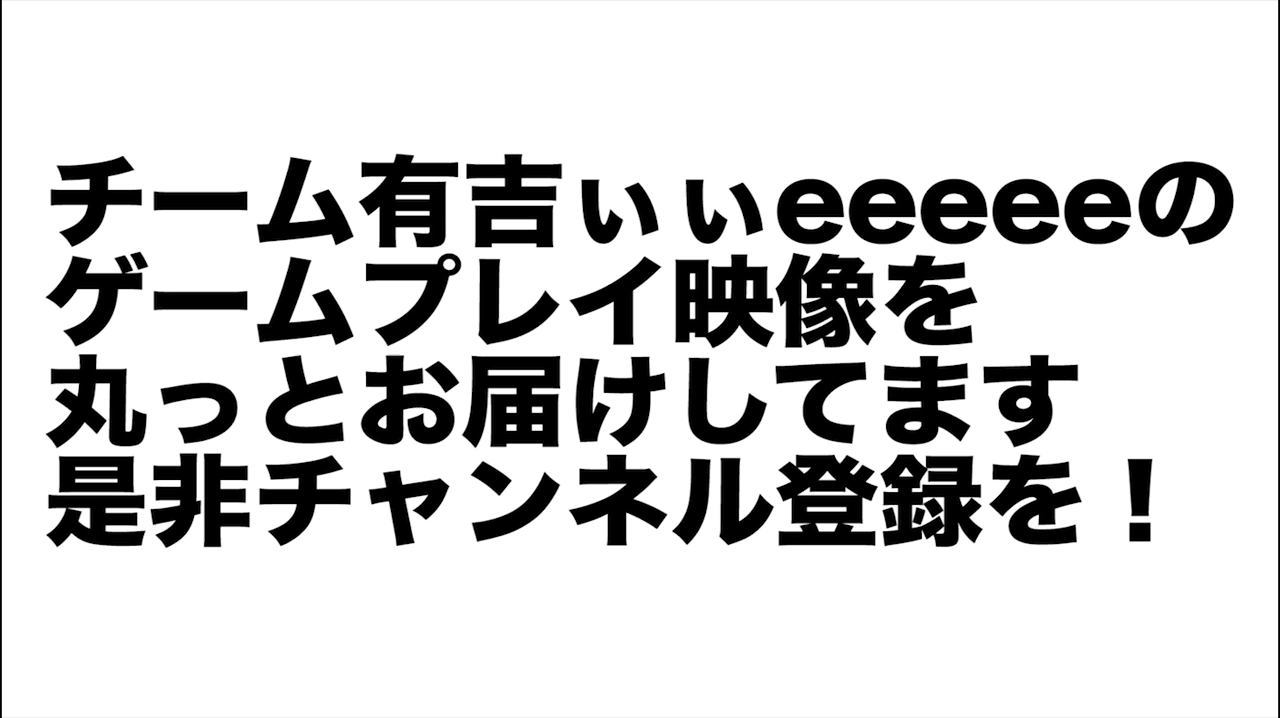 チーム有吉ぃぃeeeeeの
ゲームプレイ映像を
丸っとお届けしてます
是非チャンネル登録を！